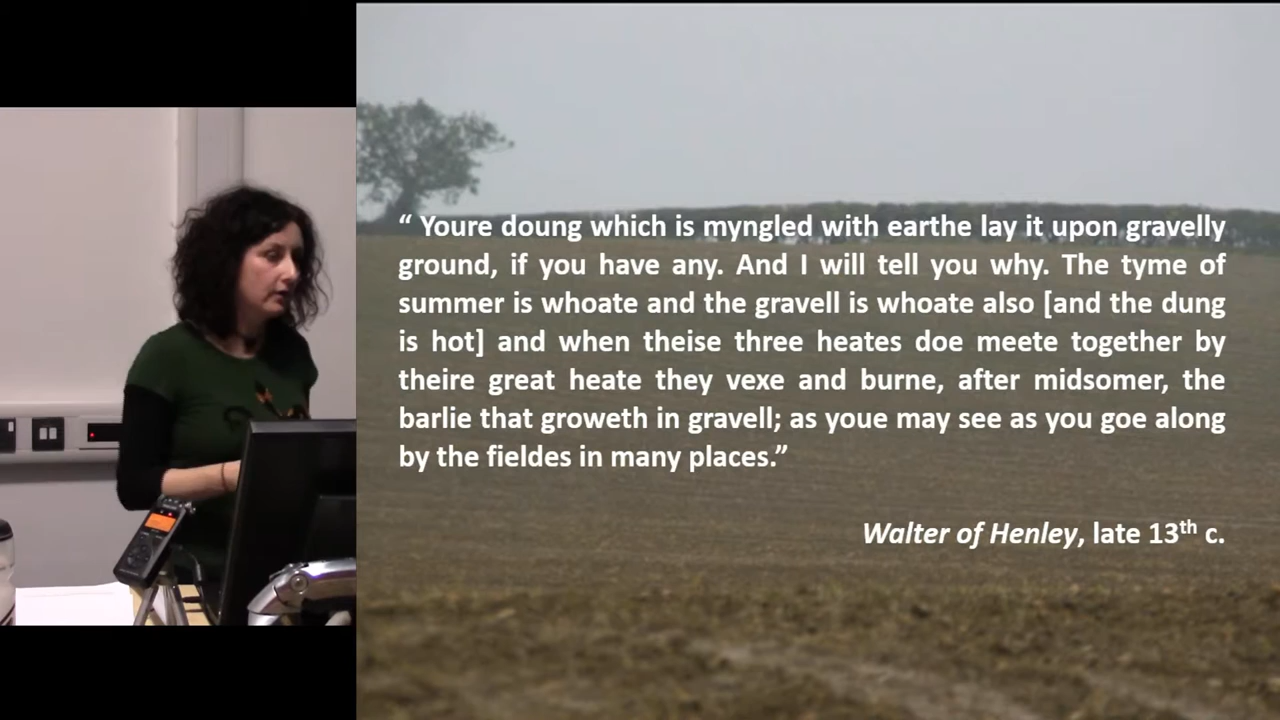 “ Youre doung which is myngled with earthe lay it upon gravelly
ground, if you have any. And I will tell you why. The tyme of
summer is whoate and the gravell is whoate also [and the dung
is hot] and when theise three heates doe meete together by
theire great heate they vexe and burne, after midsomer, the
barlie that groweth in gravell; as youe may see as you goe along
by the fieldes in many places.”
Walter of Henley, late 13th c.